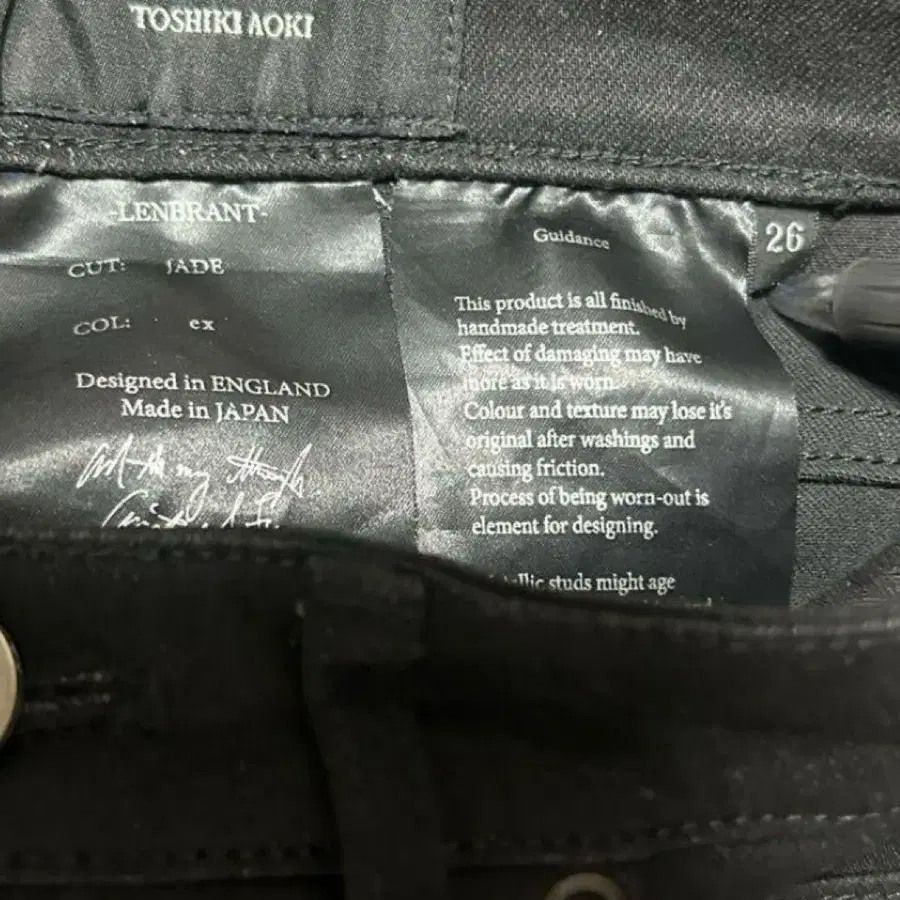 TOSHIKI AOKI
-LENBRANT-
CUT: JADE
COL: ex
Designed in ENGLAND
Made in JAPAN
Guidance
This product is all finished by
handmade treatment.
Effect of damaging may have
more as it is worn.
Colour and texture may lose it's
original after washings and
causing friction.
Process of being worn-out is
element for designing.
studs might age
26